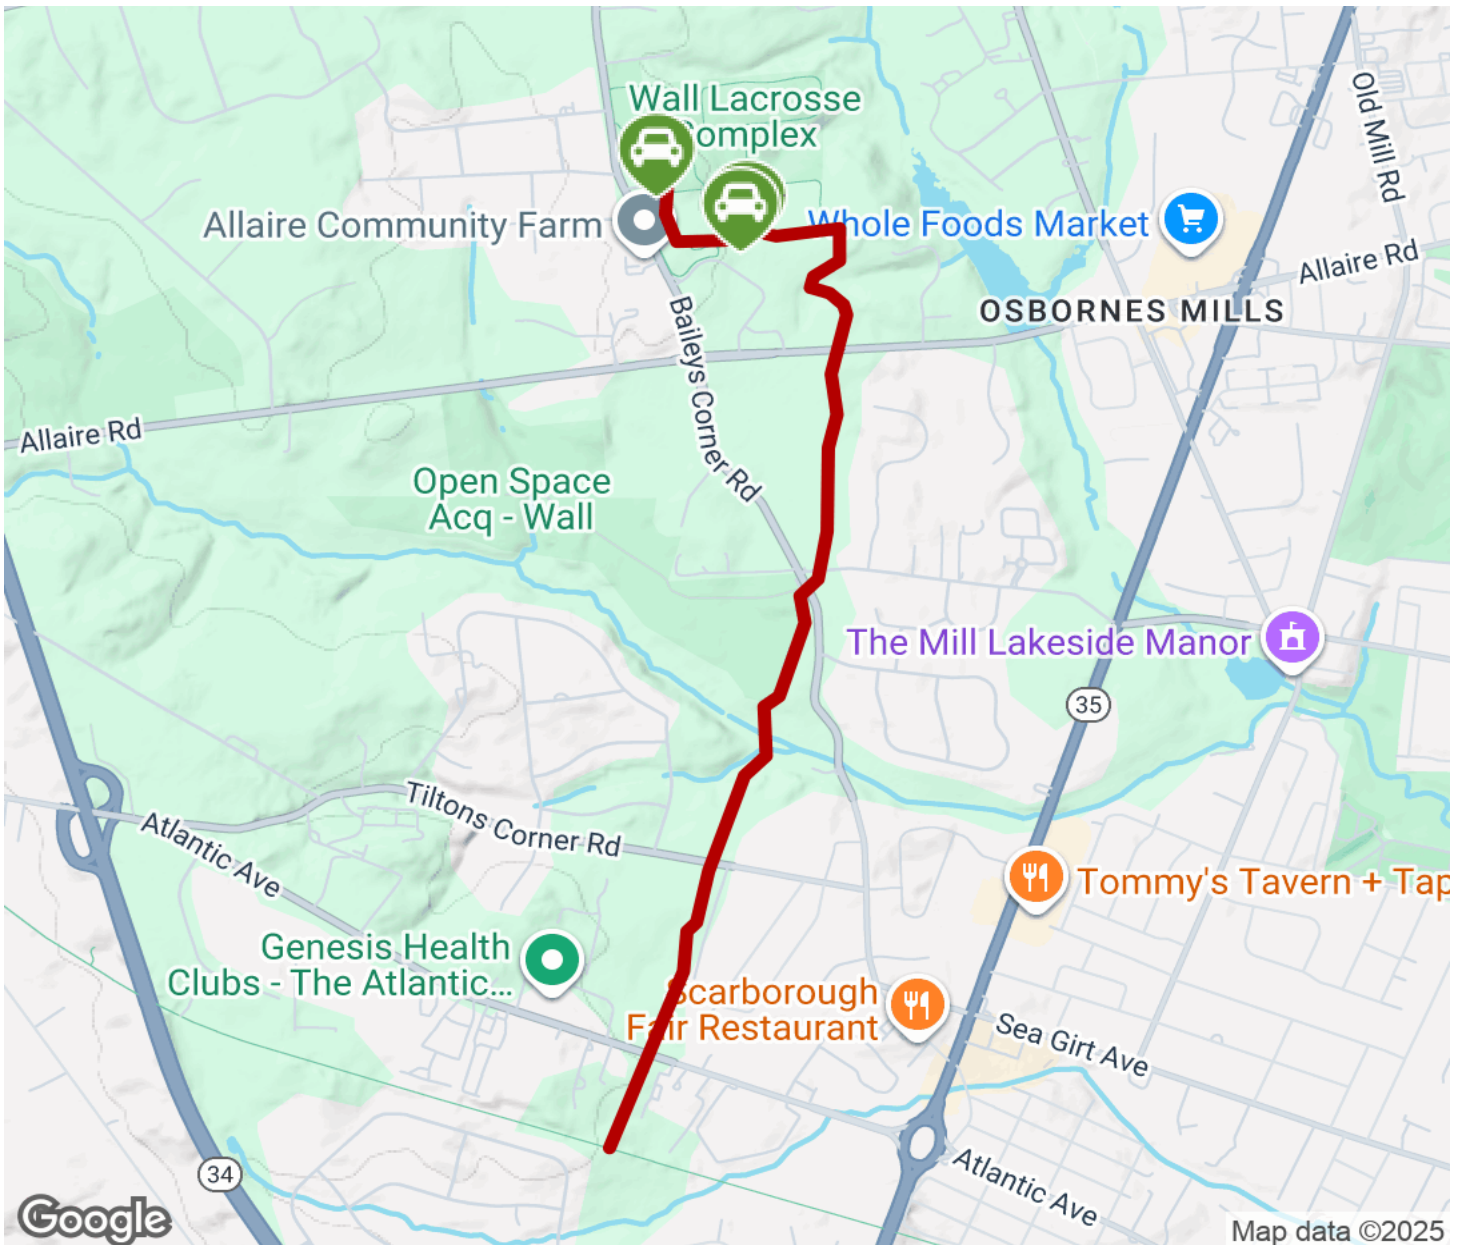 Wall Lacrosse
Complex
Old Mill Rd
Allaire Community Farm
Whole Foods Market
Allaire Rd
OSBORNES MILLS
Baileys Corner Rd
Allaire Rd
Open Space
Acq - Wall
The Mill Lakeside Manor
35
Tiltons Corner Rd
Atlantic Ave
Tommy's Tavern + Tap
Genesis Health
Clubs - The Atlantic...
Scarborough
Fair Restaurant
Sea Girt Ave
34
Atlantic Ave
Google
Map data ©2025